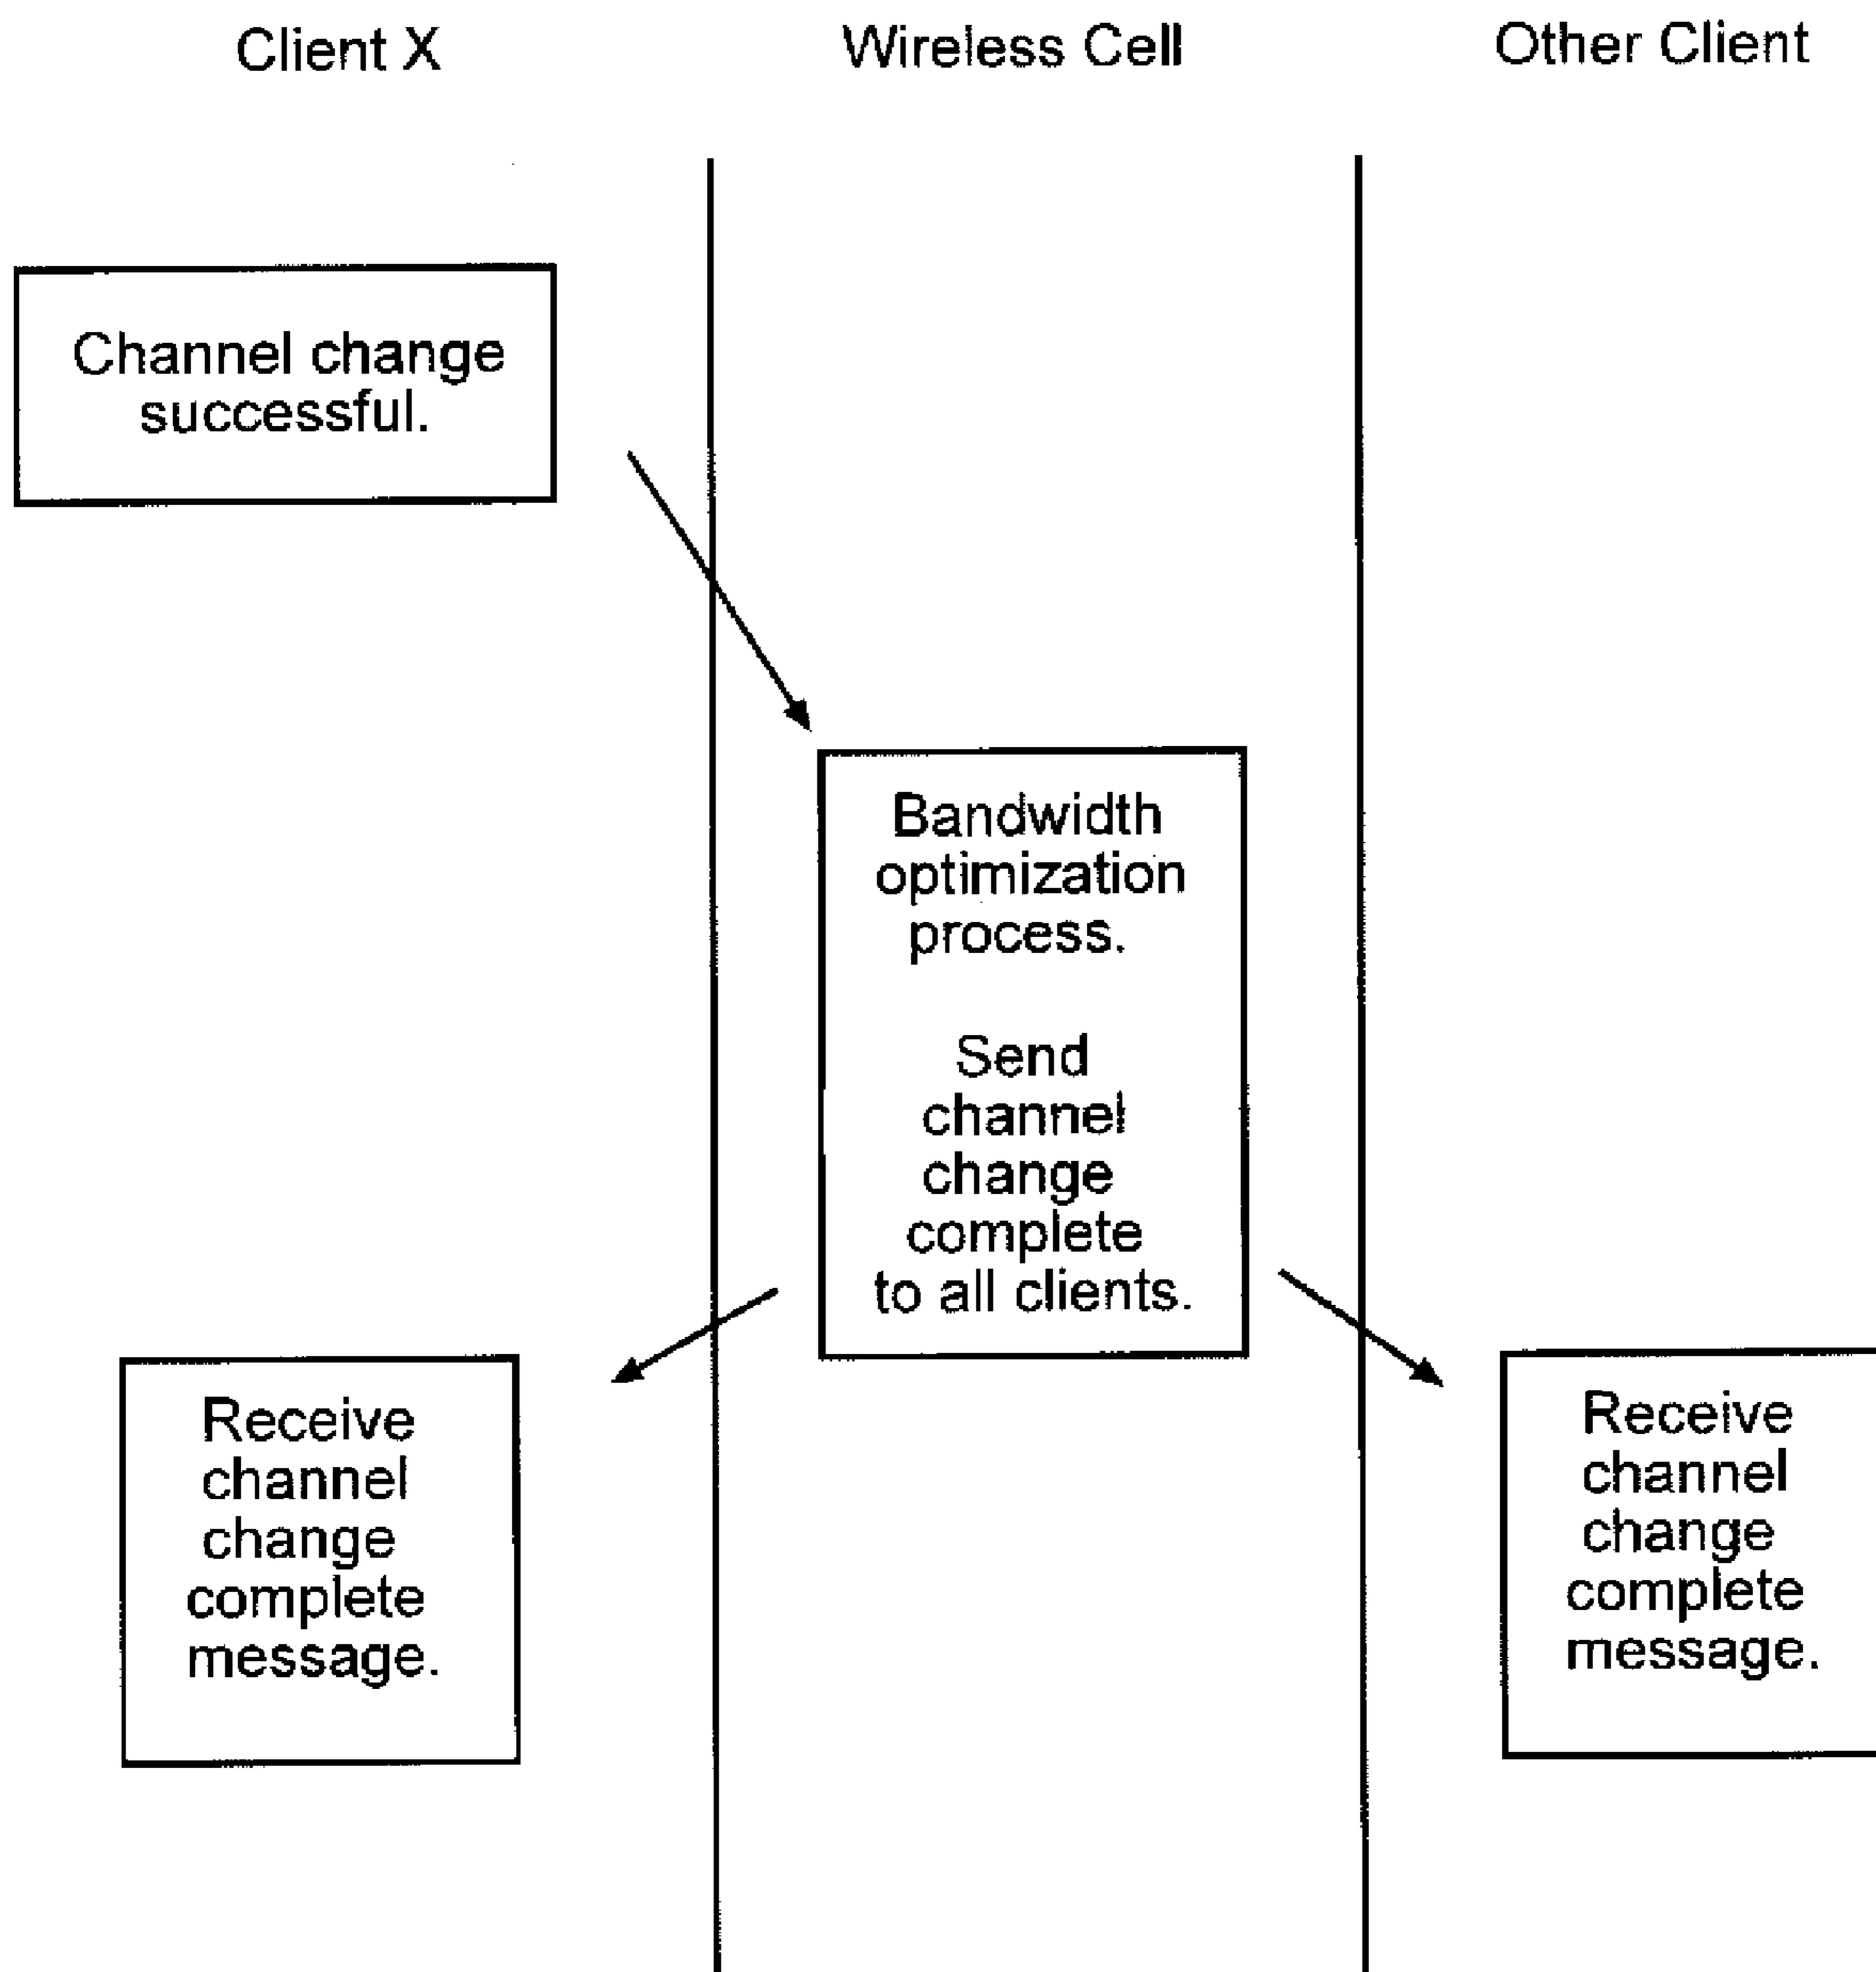 Client X
Wireless Cell
Other Client
Channel change
successful.
Bandwidth
optimization
process.
Send
channel
change
complete
to all clients.
Receive
channel
change
complete
message.
Receive
channel
change
complete
message.